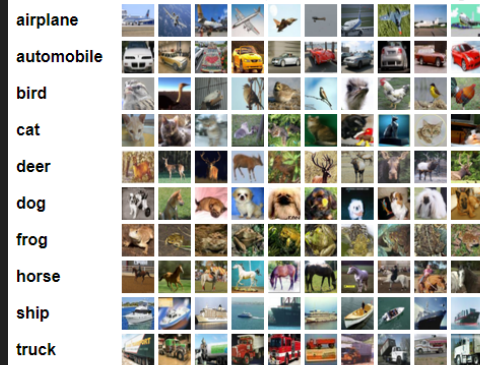 airplane
automobile
bird
cat
deer
dog
frog
horse
ship
truck